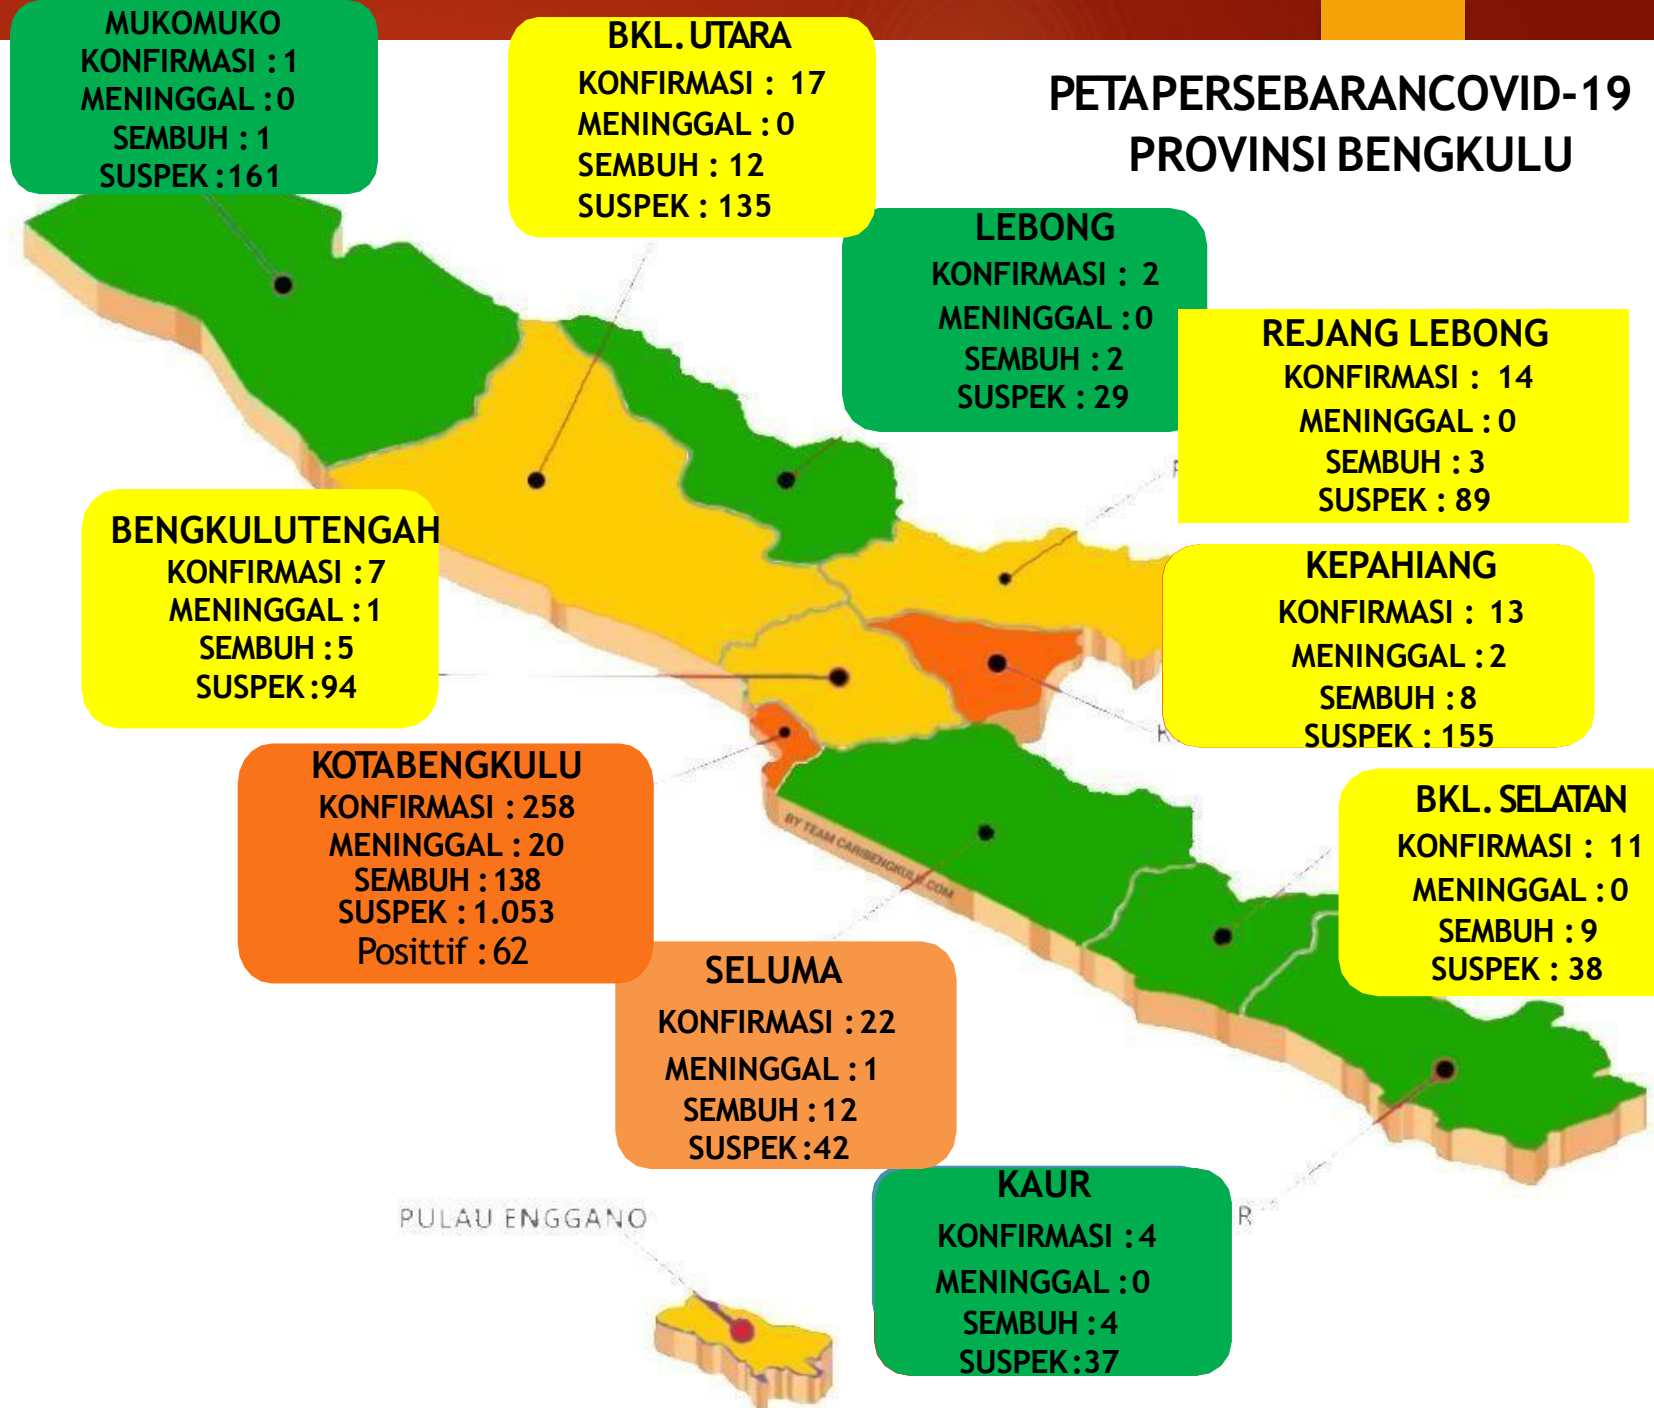 MUKOMUKO
KONFIRMASI : 1
MENINGGAL : 0
SEMBUH : 1
SUSPEK : 161
BKL. UTARA
KONFIRMASI : 17
MENINGGAL : 0
SEMBUH : 12
SUSPEK : 135
PETAPERSEBARANCOVID-19
PROVINSI BENGKULU
LEBONG
KONFIRMASI : 2
MENINGGAL : 0
SEMBUH : 2
SUSPEK : 29
REJANG LEBONG
KONFIRMASI : 14
MENINGGAL : 0
SEMBUH : 3
SUSPEK : 89
BENGKULUTENGAH
KONFIRMASI : 7
MENINGGAL : 1
SEMBUH : 5
SUSPEK : 94
KEPAHIANG
KONFIRMASI : 13
MENINGGAL : 2
SEMBUH : 8
SUSPEK : 155
KOTABENGKULU
KONFIRMASI : 258
MENINGGAL : 20
SEMBUH : 138
SUSPEK : 1.053
Posittif : 62
BY TEAM CARIBENGKULU.COM
BKL. SELATAN
KONFIRMASI : 11
MENINGGAL : 0
SEMBUH : 9
SUSPEK : 38
SELUMA
KONFIRMASI : 22
MENINGGAL : 1
SEMBUH : 12
SUSPEK : 42
KAUR
KONFIRMASI : 4
MENINGGAL : 0
SEMBUH : 4
SUSPEK : 37
R
PULAU ENGGANO